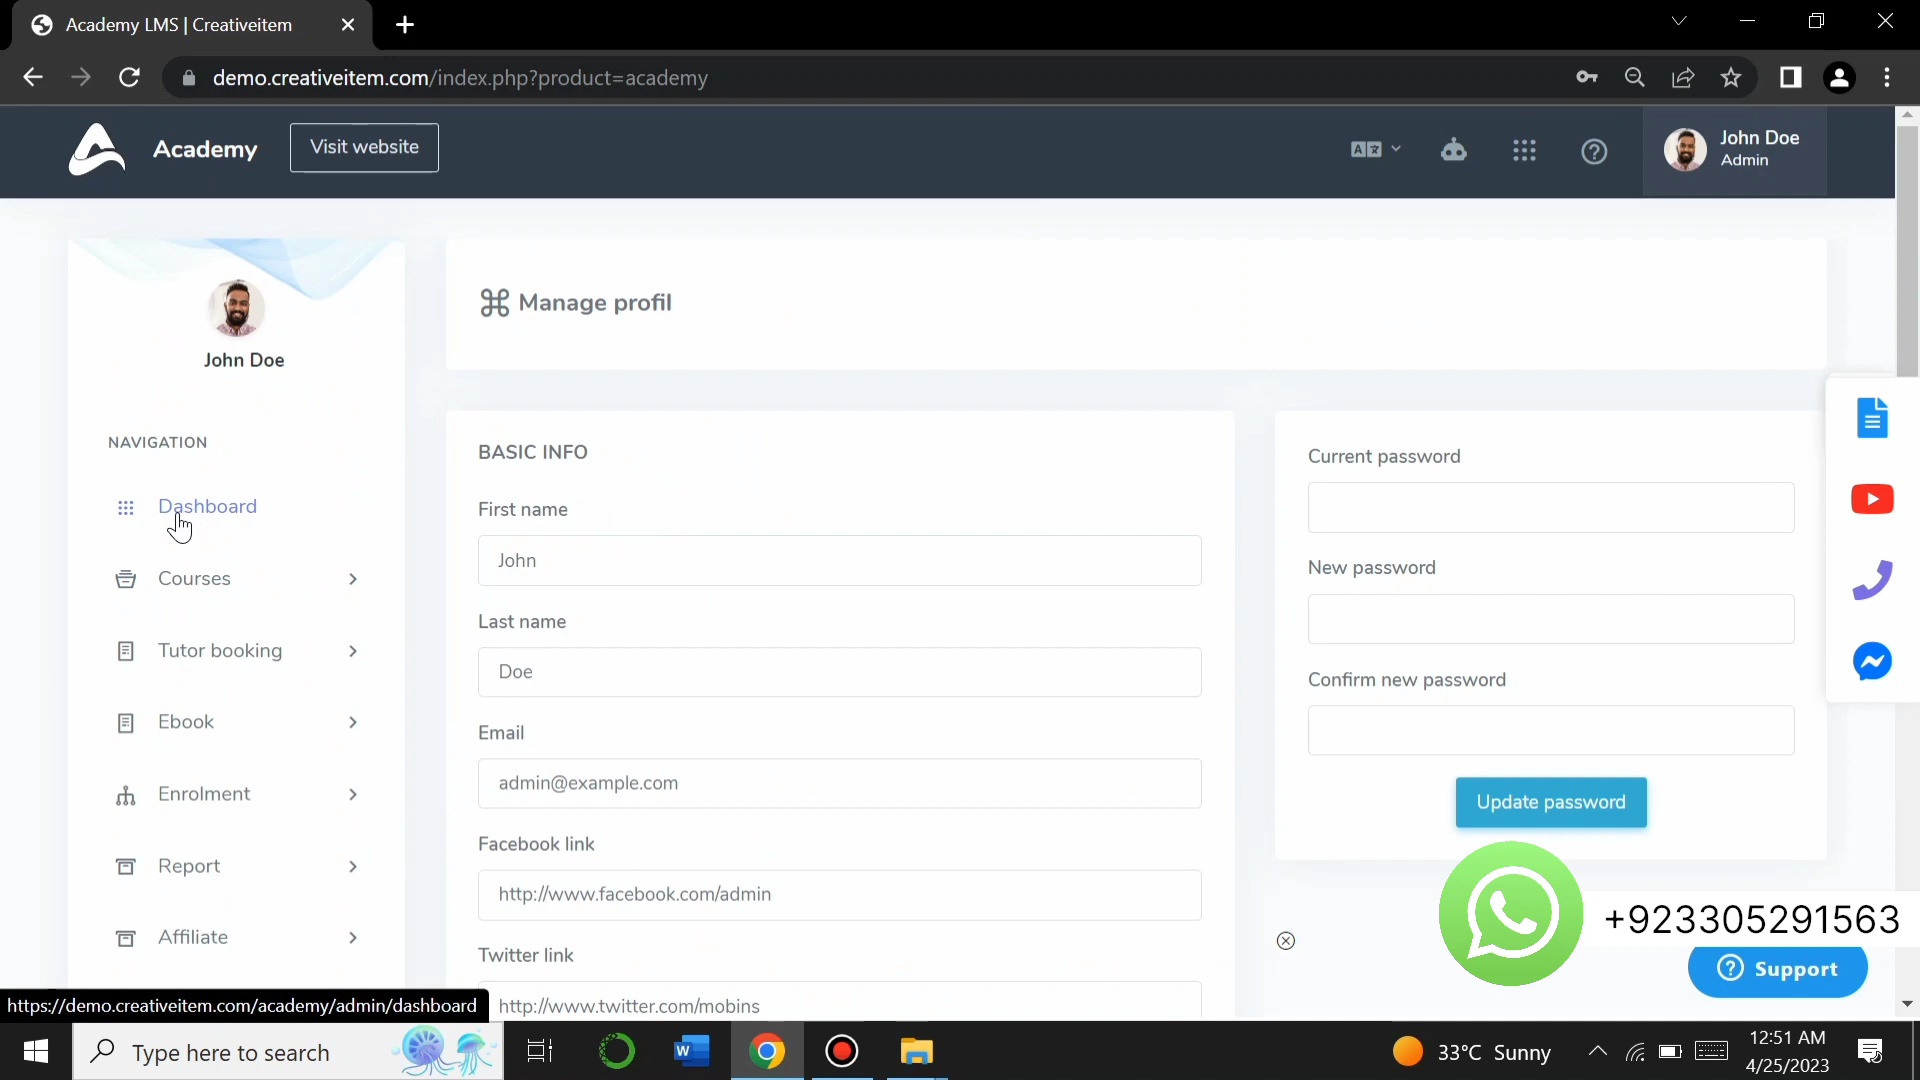 Academy LMS | Creativeitem
demo.creativeitem.com/index.php?product=academy
Academy
Visit website
John Doe
Admin
John Doe
NAVIGATION
Dashboard
Courses
Tutor booking
Ebook
Enrolment
Report
Affiliate
Manage profil
BASIC INFO
First name
John
Last name
Doe
Email
admin@example.com
Facebook link
http://www.facebook.com/admin
Twitter link
http://www.twitter.com/mobins
Current password
New password
Confirm new password
Update password
+923305291563
Support
https://demo.creativeitem.com/academy/admin/dashboard
Type here to search
33°C Sunny
12:51 AM
4/25/2023